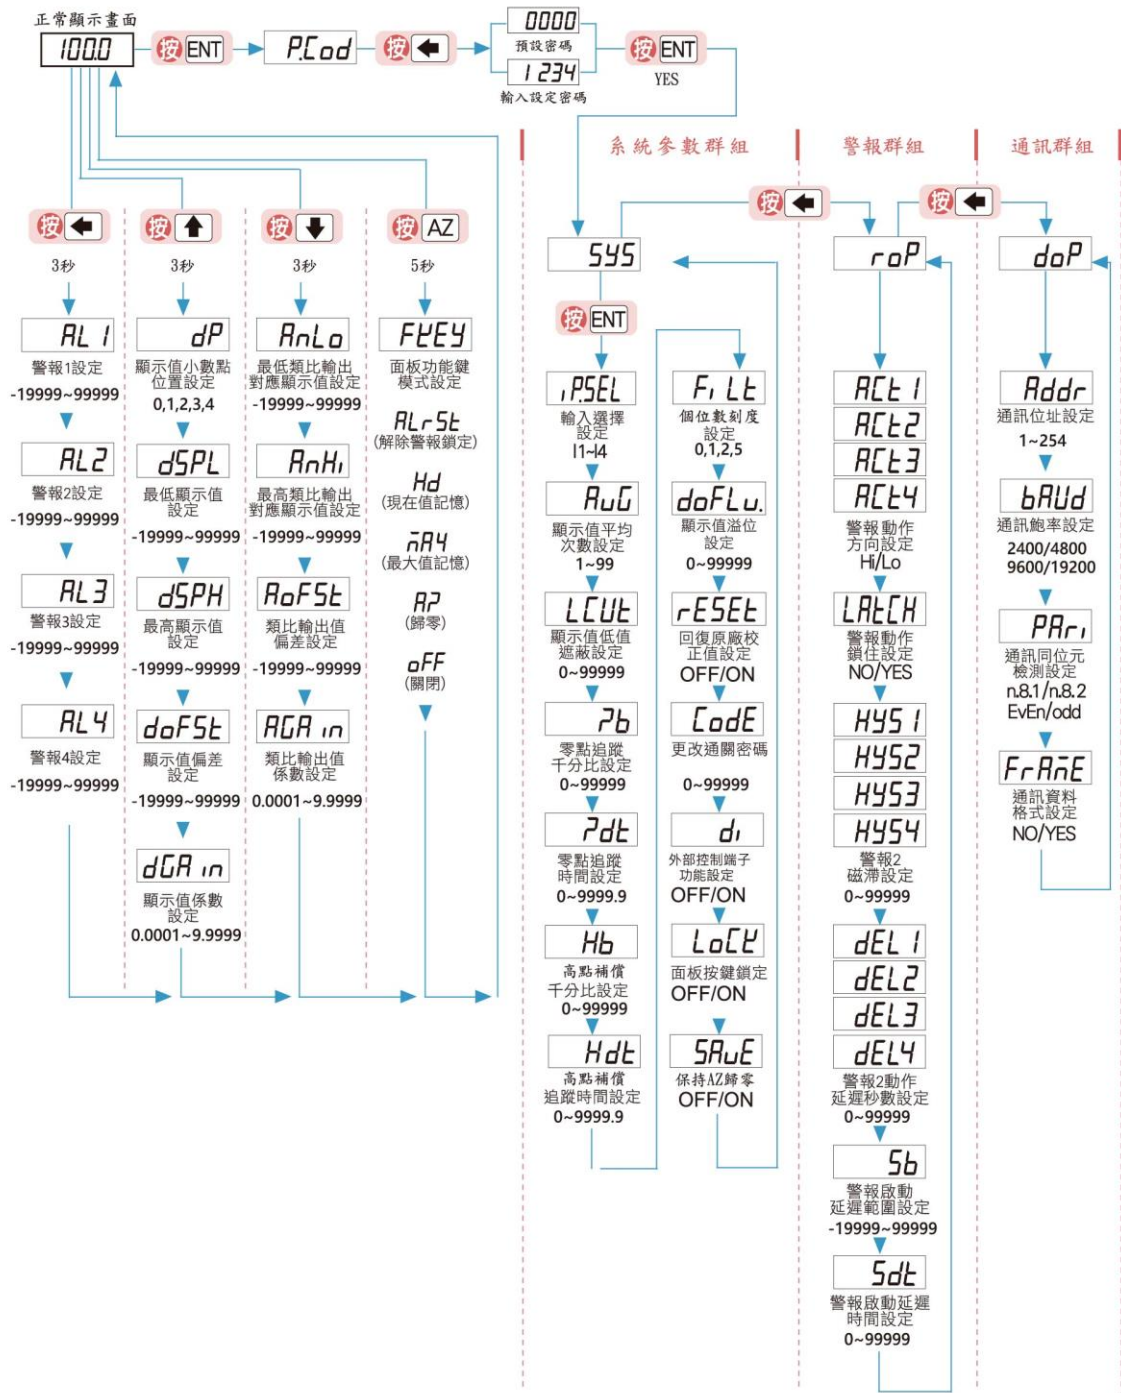 正常顯示畫面
100.0
按 ENT
P.Cod
按
0000
預設密碼
1234
輸入設定密碼
按 ENT
YES
系統參數群組
警報群組
通訊群組
按
3秒
AL1
警報1設定
-19999~99999
AL2
警報2設定
-19999~99999
AL3
警報3設定
-19999~99999
AL4
警報4設定
-19999~99999
按
3秒
dP
顯示值小數點
位置設定
0,1,2,3,4
dSPL
最低顯示值
設定
-19999~99999
dSPH
最高顯示值
設定
-19999~99999
doFSt
顯示值偏差
設定
-19999~99999
dGAin
顯示值係數
設定
0.0001~9.9999
按
3秒
AnLo
最低類比輸出
對應顯示值設定
-19999~99999
AnHi
最高類比輸出
對應顯示值設定
-19999~99999
AoFSt
類比輸出值
偏差設定
-19999~99999
AGAin
類比輸出值
係數設定
0.0001~9.9999
按 AZ
5秒
FKEY
面板功能鍵
模式設定
ALrSt
(解除警報鎖定)
Hd
(現在值記憶)
mAH
(最大值記憶)
AZ
(歸零)
oFF
(關閉)
SYS
按 ENT
iP.SEL
輸入選擇
設定
I1~I4
AvG
顯示值平均
次數設定
1~99
LCUt
顯示值低值
遮蔽設定
0~99999
Zb
零點追蹤
千分比設定
0~99999
Zdt
零點追蹤
時間設定
0~9999.9
Hb
高點補償
千分比設定
0~99999
Hdt
高點補償
追蹤時間設定
0~9999.9
FiLt
個位數刻度
設定
0,1,2,5
doFLv.
顯示值溢位
設定
0~99999
rESEt
回復原廠校
正值設定
OFF/ON
CodE
更改通關密碼
0~99999
di
外部控制端子
功能設定
OFF/ON
LoCK
面板按鍵鎖定
OFF/ON
SAvE
保持AZ歸零
OFF/ON
按
roP
ACt1
ACt2
ACt3
ACt4
警報動作
方向設定
Hi/Lo
LAtCH
警報動作
鎖住設定
NO/YES
HYS1
HYS2
HYS3
HYS4
警報2
磁滯設定
0~99999
dEL1
dEL2
dEL3
dEL4
警報2動作
延遲秒數設定
0~99999
Sb
警報啟動
延遲範圍設定
-19999~99999
Sdt
警報啟動延遲
時間設定
0~99999
按
doP
Addr
通訊位址設定
1~254
bAUd
通訊鮑率設定
2400/4800
9600/19200
PAri
通訊同位元
檢測設定
n.8.1/n.8.2
EvEn/odd
FrAmE
通訊資料
格式設定
NO/YES